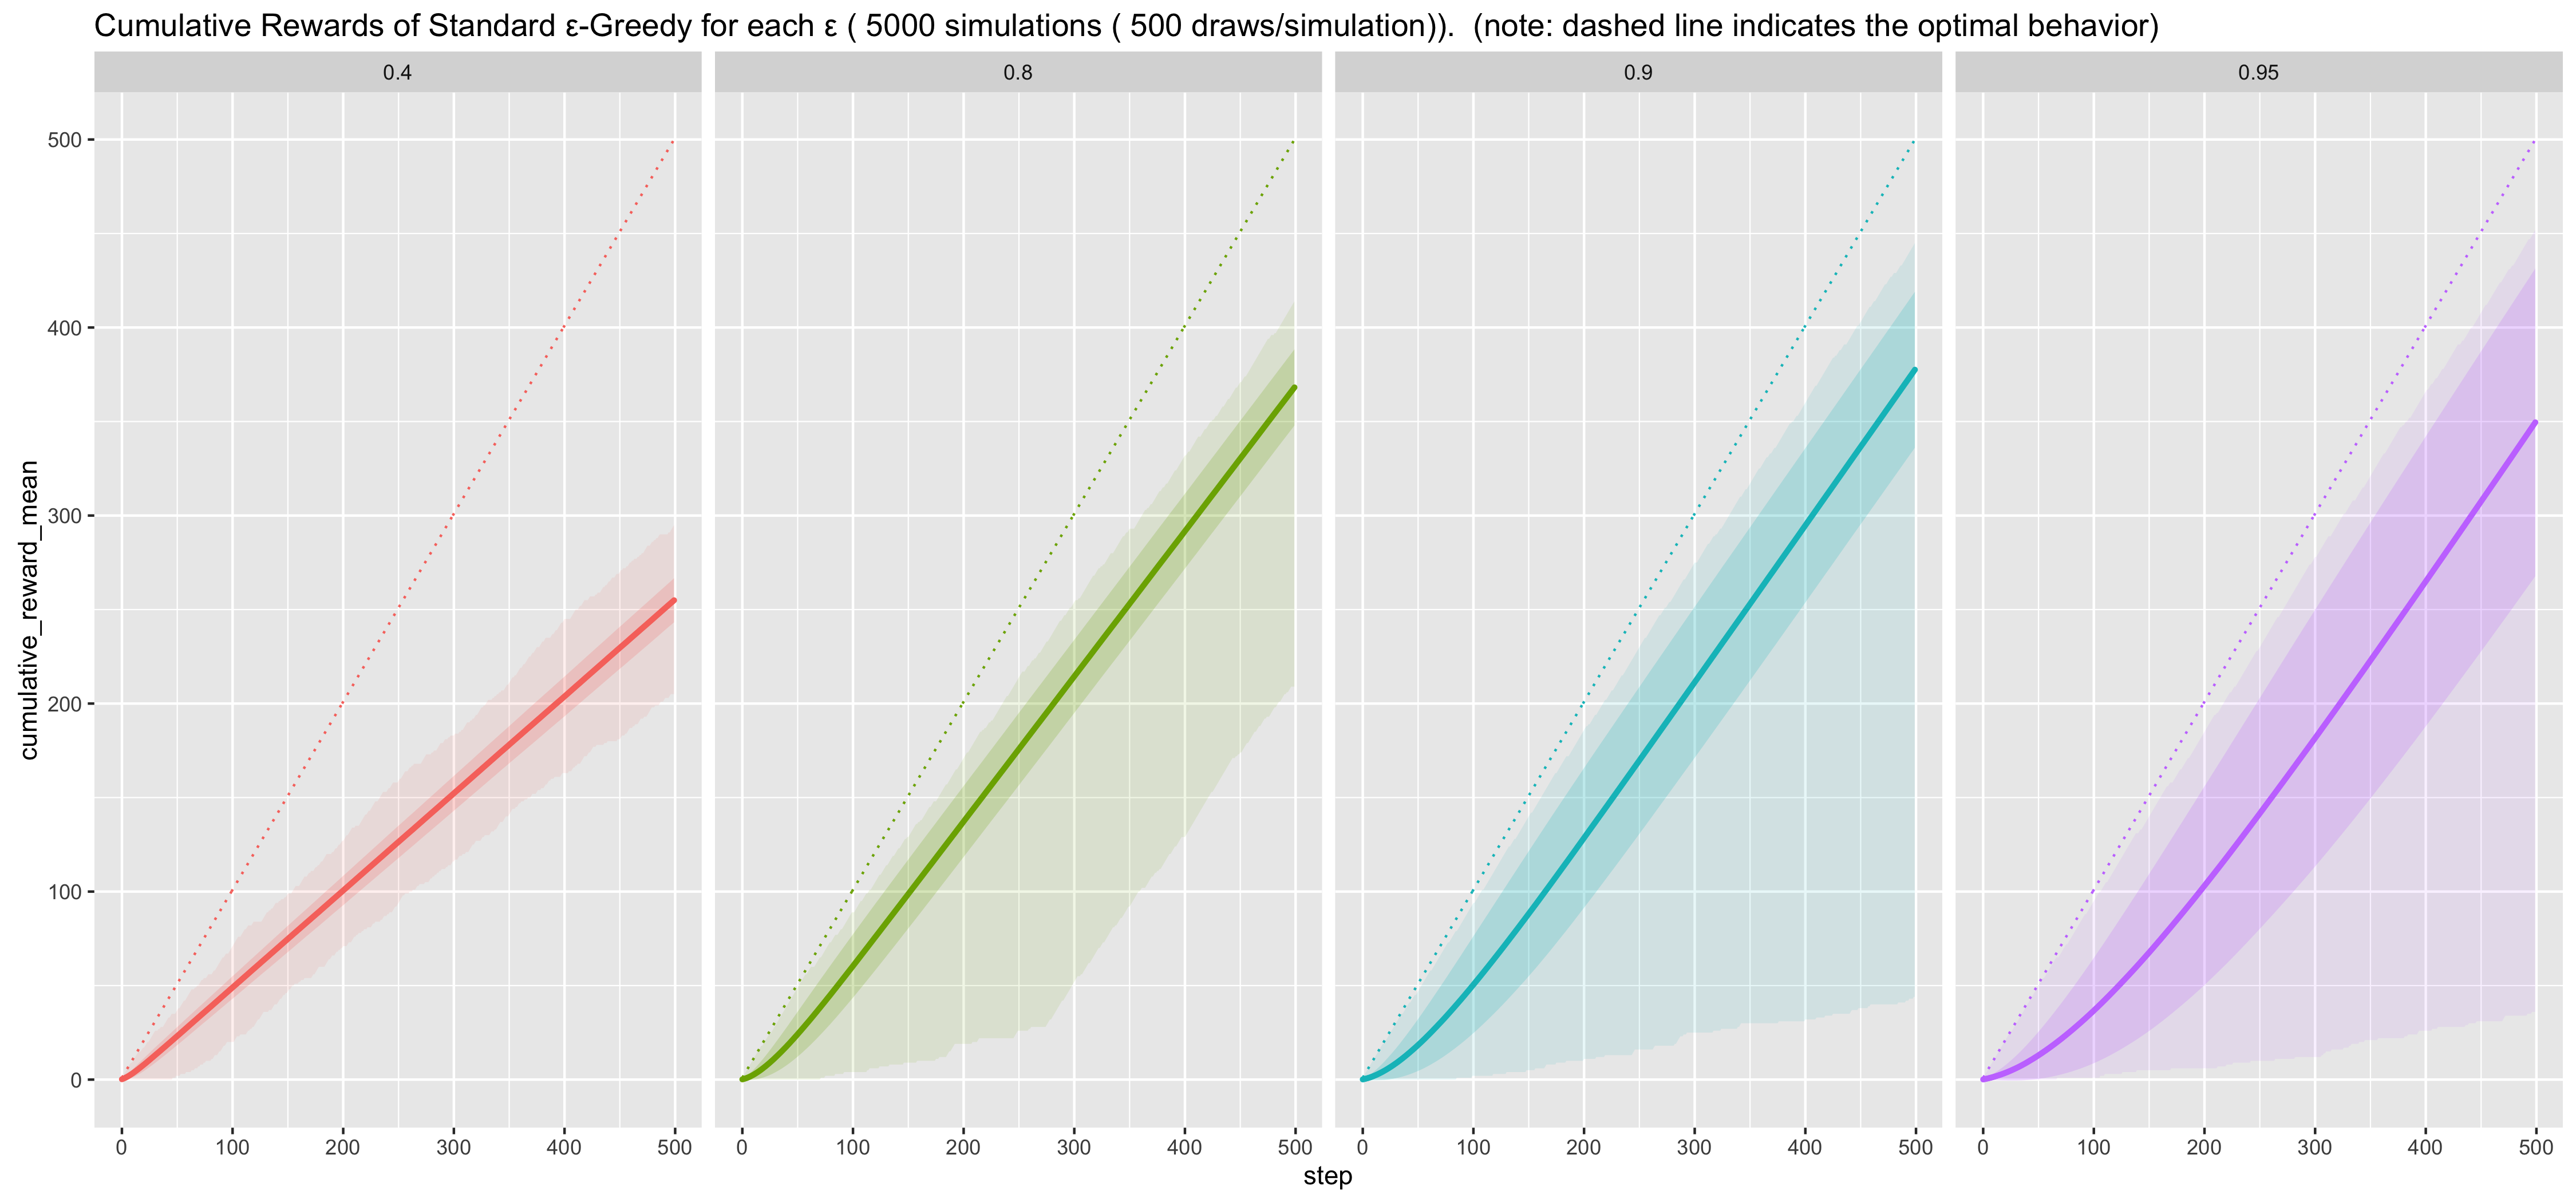 Cumulative Rewards of Standard ε-Greedy for each ε ( 5000 simulations ( 500 draws/simulation)).  (note: dashed line indicates the optimal behavior)
0.4 0.8 0.9 0.95
cumulative_reward_mean
500
400
300
200
100
0
0 100 200 300 400 500 0 100 200 300 400 500 0 100 200 300 400 500 0 100 200 300 400 500
step